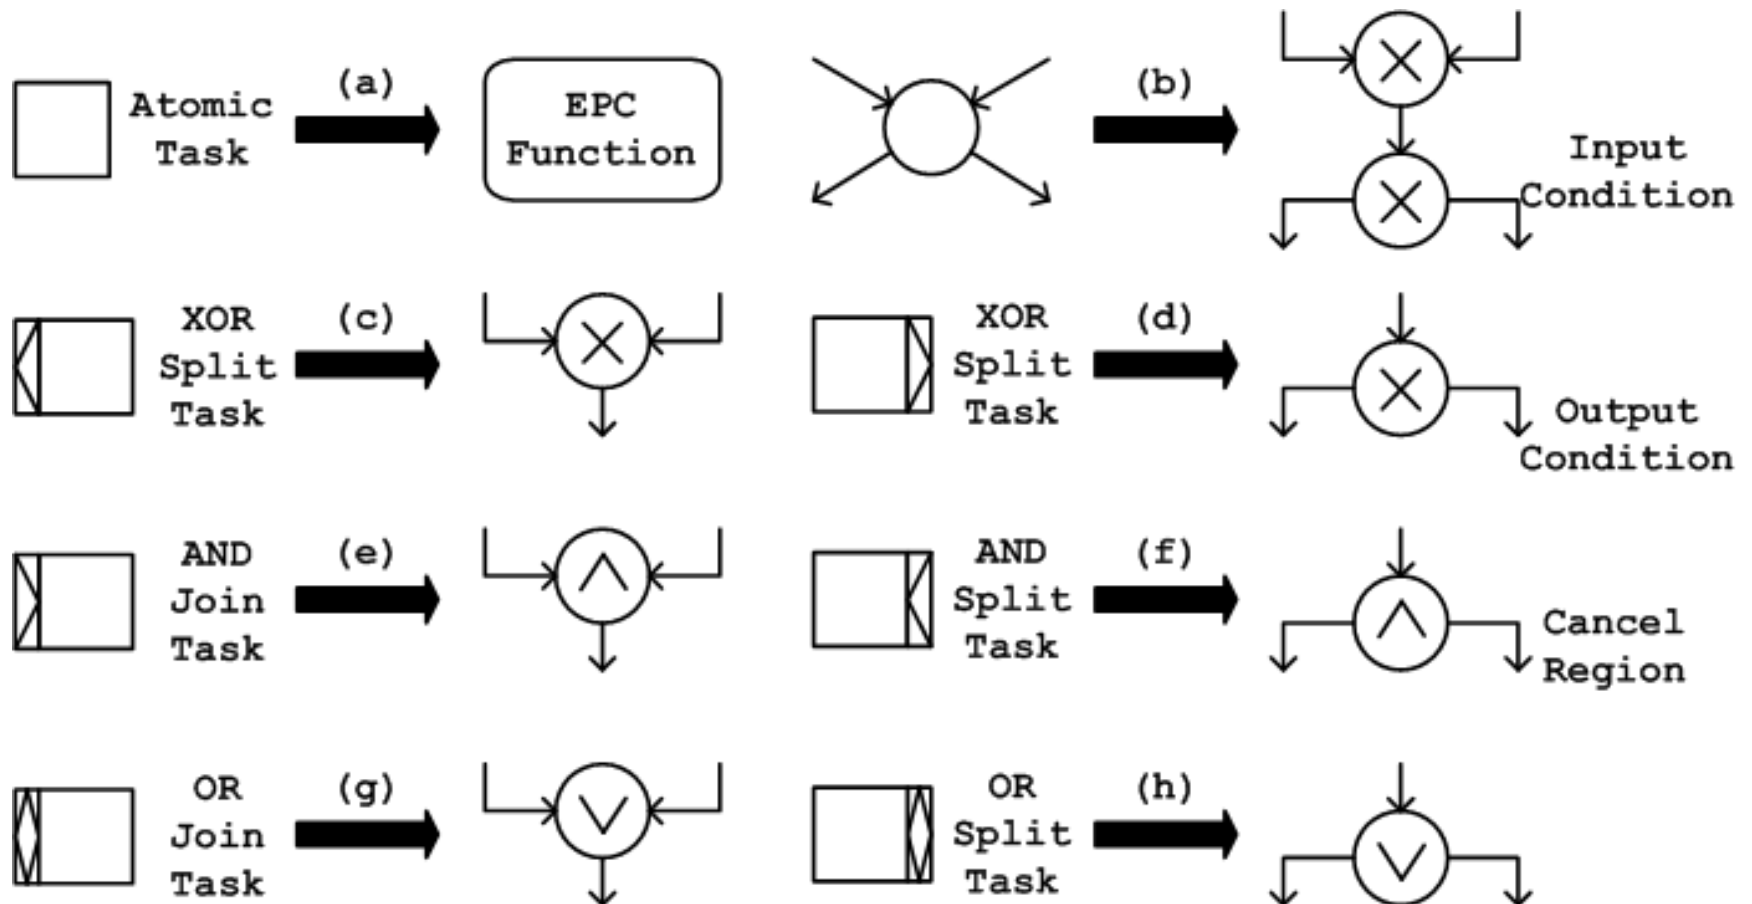 (a)
Atomic
Task
EPC
Function
(b)
Input
Condition
XOR
Split
Task
(c)
XOR
Split
Task
(d)
Output
Condition
AND
Join
Task
(e)
AND
Split
Task
(f)
Cancel
Region
OR
Join
Task
(g)
OR
Split
Task
(h)